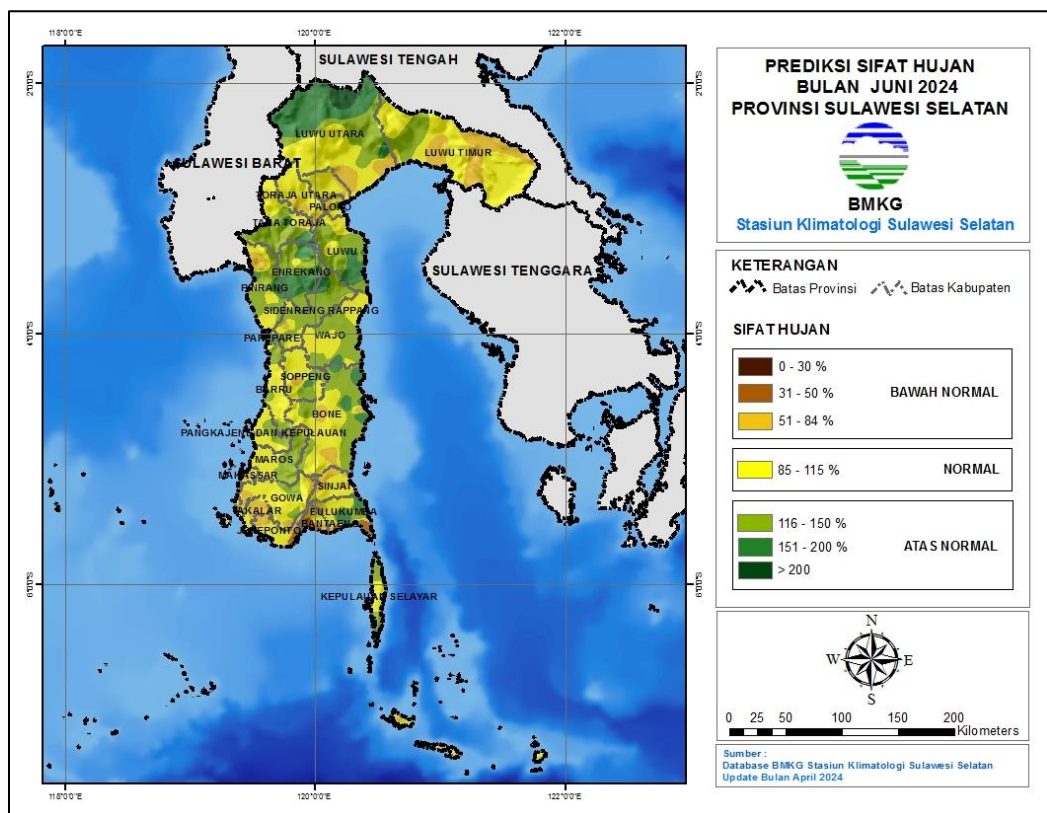 118°0'0"E 120°0'0"E 122°0'0"E
SULAWESI TENGAH
2°0'0"S 2°0'0"S
LUWU UTARA
LUWU TIMUR
SULAWESI BARAT
TORAJA UTARA
PALOPO
TANA TORAJA
LUWU
ENREKANG
SULAWESI TENGGARA
PINRANG
SIDENRENG RAPPANG
4°0'0"S 4°0'0"S
PAREPARE WAJO
SOPPENG
BARRU
BONE
PANGKAJENE DAN KEPULAUAN
MAROS
MAKASSAR
SINJAI
GOWA
TAKALAR BULUKUMBA
BANTAENG
JENEPONTO
6°0'0"S 6°0'0"S
KEPULAUAN SELAYAR
118°0'0"E 120°0'0"E 122°0'0"E
PREDIKSI SIFAT HUJAN
BULAN JUNI 2024
PROVINSI SULAWESI SELATAN
BMKG
Stasiun Klimatologi Sulawesi Selatan
KETERANGAN
Batas Provinsi Batas Kabupaten
SIFAT HUJAN
0 - 30 %
31 - 50 % BAWAH NORMAL
51 - 84 %
85 - 115 % NORMAL
116 - 150 %
151 - 200 % ATAS NORMAL
> 200
N
W E
S
0 25 50 100 150 200
Kilometers
Sumber :
Database BMKG Stasiun Klimatologi Sulawesi Selatan
Update Bulan April 2024